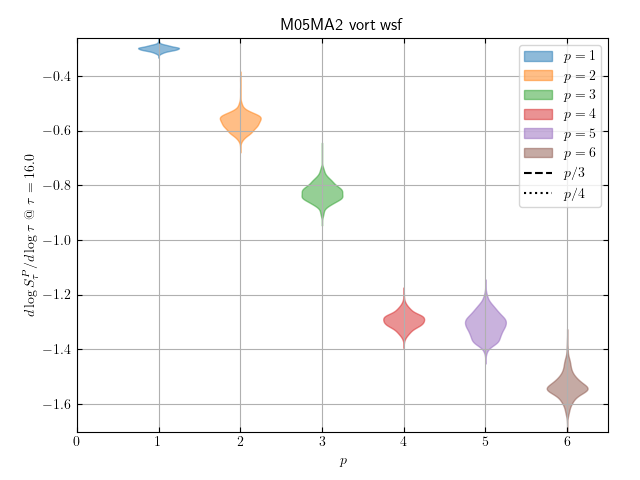 M05MA2 vort wsf
d log S_τ^P / d log τ @ τ = 16.0
−0.4
−0.6
−0.8
−1.0
−1.2
−1.4
−1.6
0 1 2 3 4 5 6
p
p = 1
p = 2
p = 3
p = 4
p = 5
p = 6
p/3
p/4